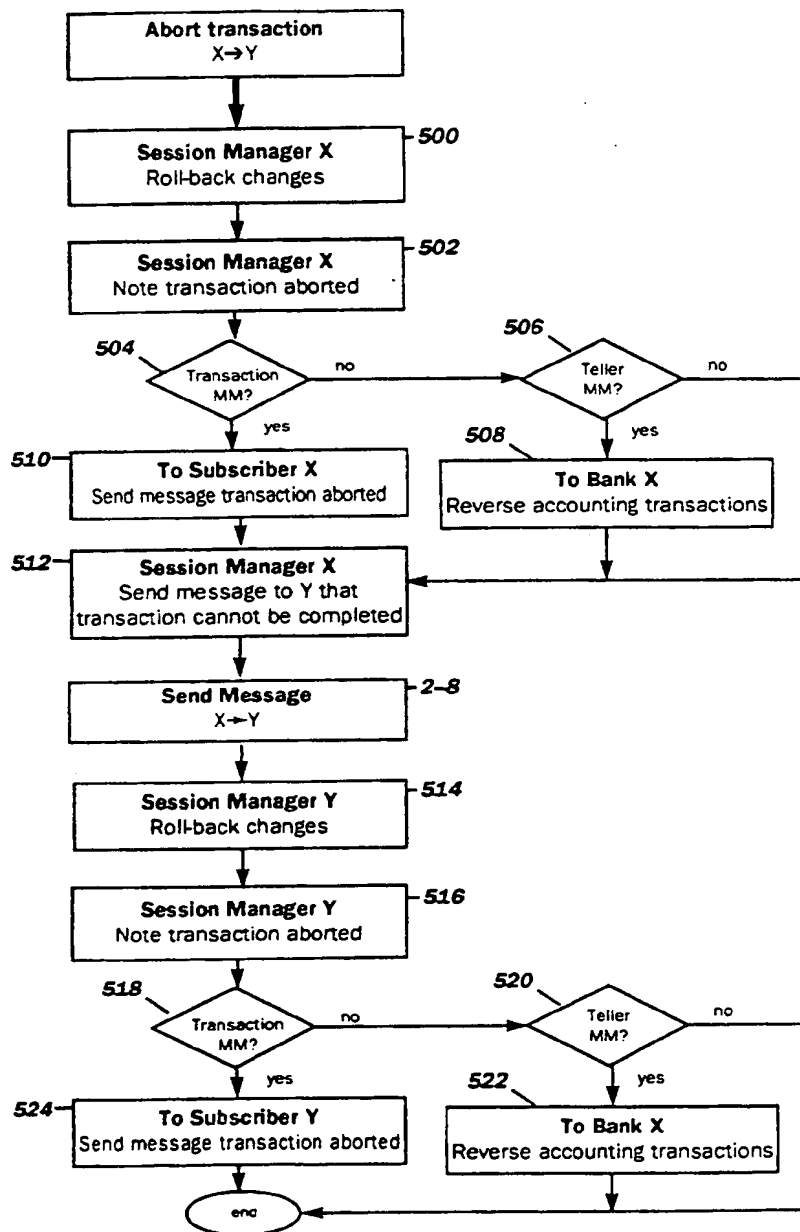 Abort transaction
X→Y
500
Session Manager X
Roll-back changes
502
Session Manager X
Note transaction aborted
504
Transaction
MM?
no
yes
506
Teller
MM?
no
yes
508
To Bank X
Reverse accounting transactions
510
To Subscriber X
Send message transaction aborted
512
Session Manager X
Send message to Y that
transaction cannot be completed
2-8
Send Message
X→Y
514
Session Manager Y
Roll-back changes
516
Session Manager Y
Note transaction aborted
518
Transaction
MM?
no
yes
520
Teller
MM?
no
yes
522
To Bank X
Reverse accounting transactions
524
To Subscriber Y
Send message transaction aborted
end